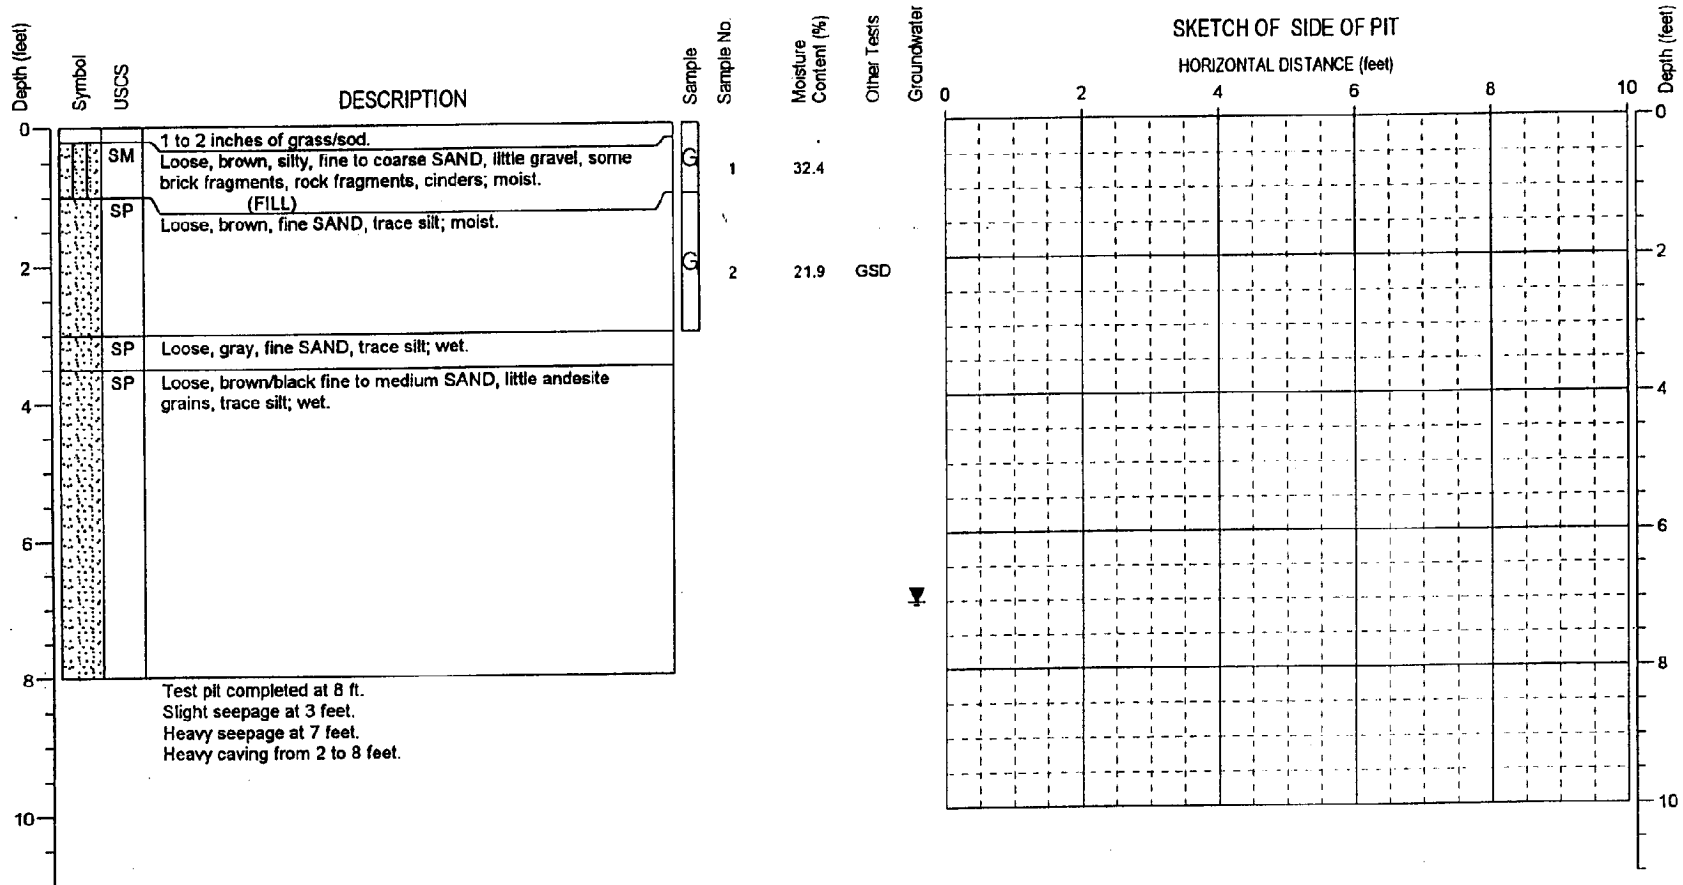 Depth (feet)
Symbol
USCS
DESCRIPTION
Sample
Sample No.
Moisture
Content (%)
Other Tests
Groundwater
SKETCH OF SIDE OF PIT
HORIZONTAL DISTANCE (feet)
Depth (feet)
0 2 4 6 8 10
0
1 to 2 inches of grass/sod.
SM
Loose, brown, silty, fine to coarse SAND, little gravel, some
brick fragments, rock fragments, cinders; moist.
(FILL)
G
1
32.4
SP
Loose, brown, fine SAND, trace silt; moist.
2
G
2
21.9
GSD
SP
Loose, gray, fine SAND, trace silt; wet.
SP
Loose, brown/black fine to medium SAND, little andesite
grains, trace silt; wet.
4
6
8
Test pit completed at 8 ft.
Slight seepage at 3 feet.
Heavy seepage at 7 feet.
Heavy caving from 2 to 8 feet.
10
0
2
4
6
8
10